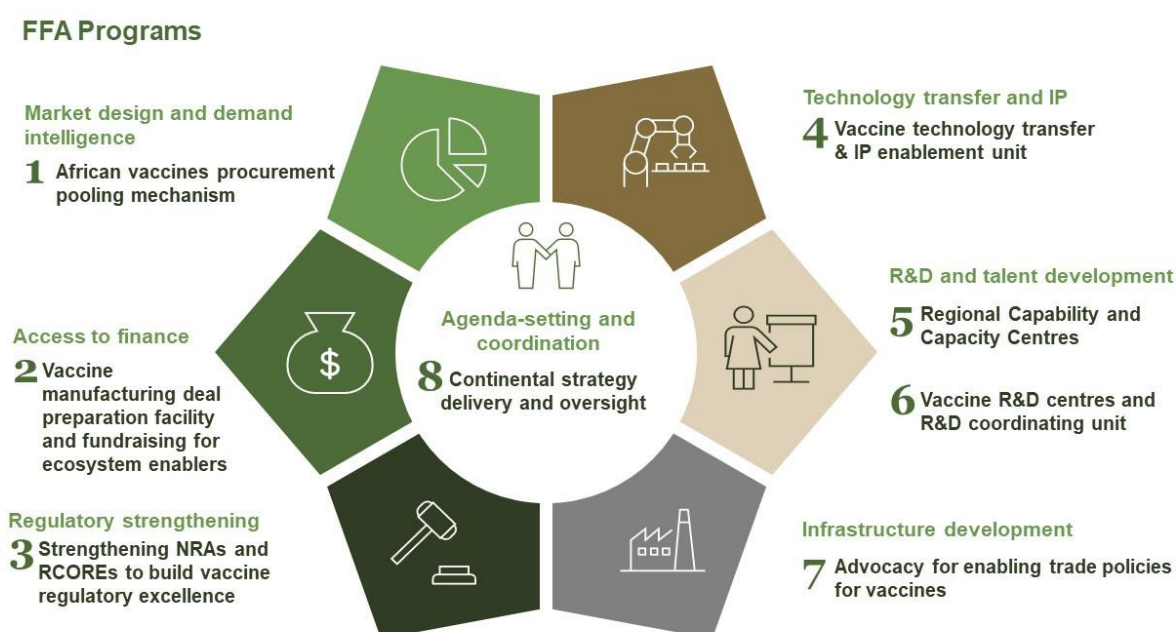 FFA Programs
Market design and demand
intelligence
1 African vaccines procurement
pooling mechanism
Access to finance
2 Vaccine
manufacturing deal
preparation facility
and fundraising for
ecosystem enablers
Regulatory strengthening
3 Strengthening NRAs and
RCOREs to build vaccine
regulatory excellence
$
Agenda-setting and
coordination
8 Continental strategy
delivery and oversight
Technology transfer and IP
4 Vaccine technology transfer
& IP enablement unit
R&D and talent development
5 Regional Capability and
Capacity Centres
6 Vaccine R&D centres and
R&D coordinating unit
Infrastructure development
7 Advocacy for enabling trade policies
for vaccines